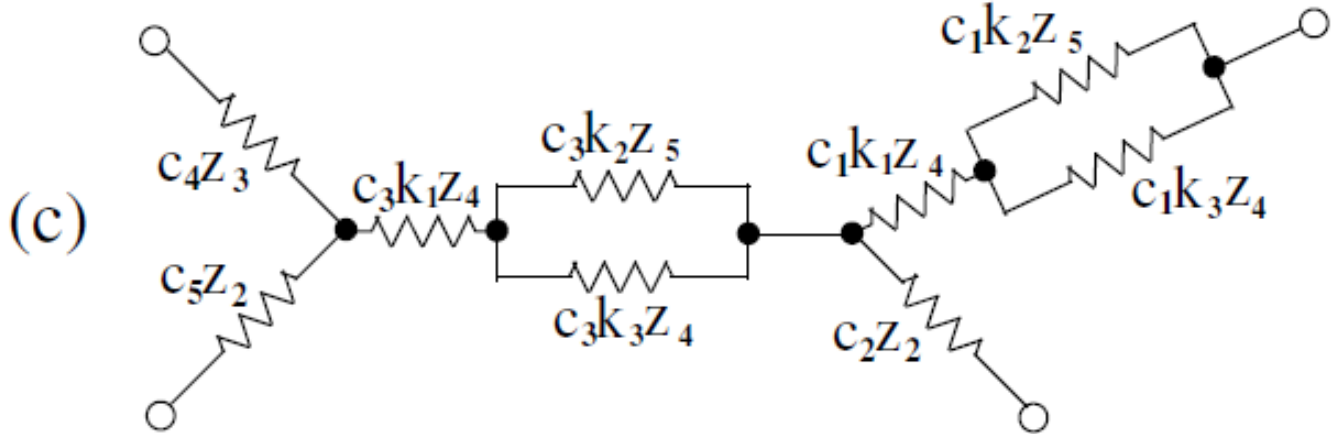 c₁k₂z₅
c₄z₃
c₃k₂z₅
c₁k₁z₄
c₃k₁z₄
c₁k₃z₄
(c)
c₅z₂
c₃k₃z₄
c₂z₂